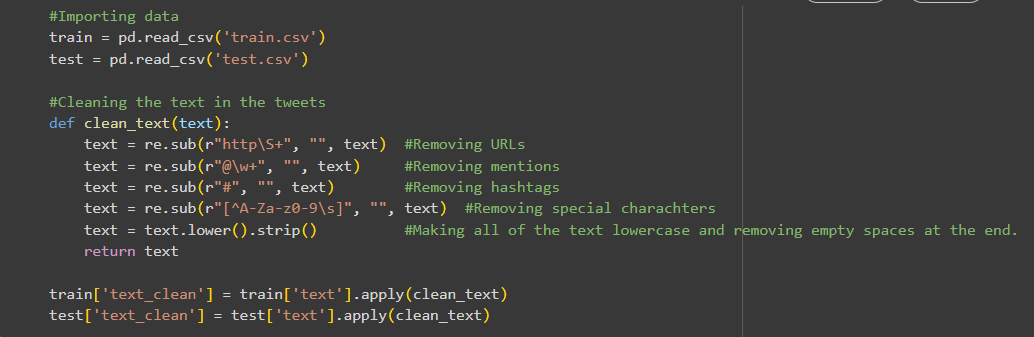 #Importing data
train = pd.read_csv('train.csv')
test = pd.read_csv('test.csv')

#Cleaning the text in the tweets
def clean_text(text):
    text = re.sub(r"http\S+", "", text)  #Removing URLs
    text = re.sub(r"@\w+", "", text)     #Removing mentions
    text = re.sub(r"#", "", text)        #Removing hashtags
    text = re.sub(r"[^A-Za-z0-9\s]", "", text)  #Removing special charachters
    text = text.lower().strip()          #Making all of the text lowercase and removing empty spaces at the end.
    return text

train['text_clean'] = train['text'].apply(clean_text)
test['text_clean'] = test['text'].apply(clean_text)